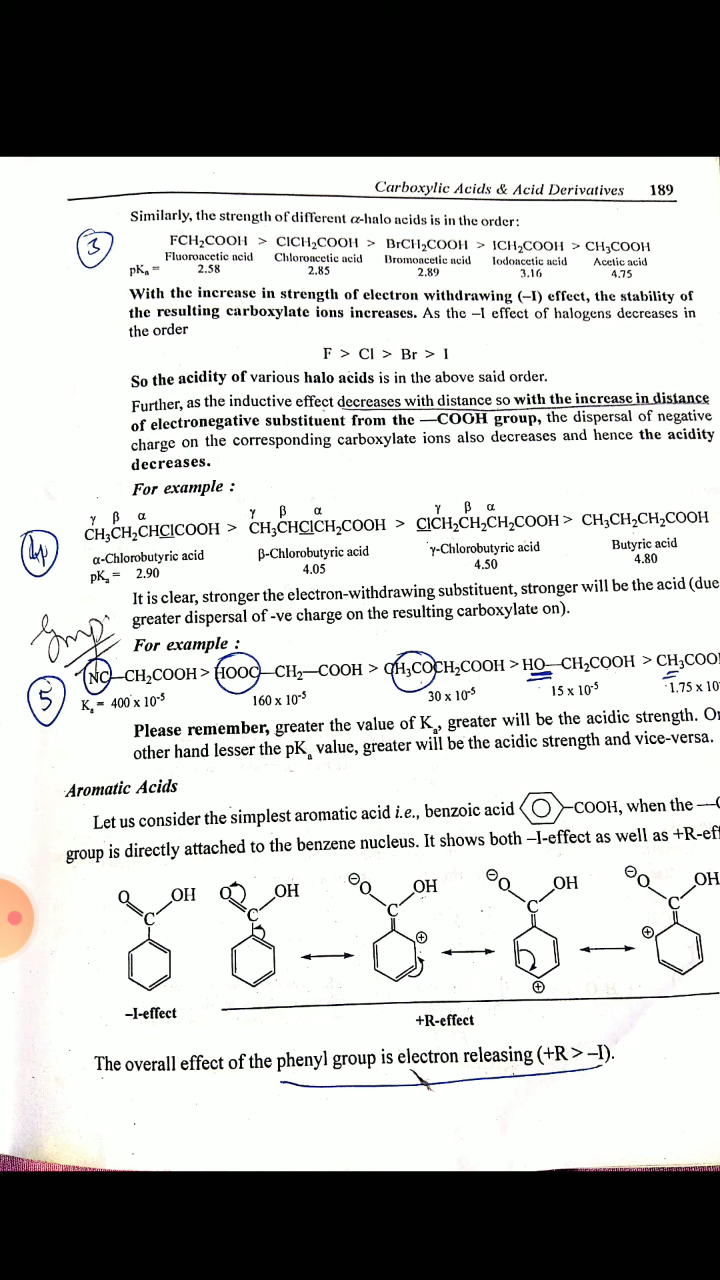 Carboxylic Acids & Acid Derivatives 189
Similarly, the strength of different α-halo acids is in the order:
3
FCH₂COOH > ClCH₂COOH > BrCH₂COOH > ICH₂COOH > CH₃COOH
Fluoroacetic acid Chloroacetic acid Bromoacetic acid Iodoacetic acid Acetic acid
pKₐ = 2.58 2.85 2.89 3.16 4.75
With the increase in strength of electron withdrawing (–I) effect, the stability of
the resulting carboxylate ions increases. As the –I effect of halogens decreases in
the order
F > Cl > Br > I
So the acidity of various halo acids is in the above said order.
Further, as the inductive effect decreases with distance so with the increase in distance
of electronegative substituent from the —COOH group, the dispersal of negative
charge on the corresponding carboxylate ions also decreases and hence the acidity
decreases.
For example :
γ β α γ β α γ β α
CH₃CH₂CHClCOOH > CH₃CHClCH₂COOH > ClCH₂CH₂CH₂COOH > CH₃CH₂CH₂COOH
α-Chlorobutyric acid β-Chlorobutyric acid γ-Chlorobutyric acid Butyric acid
pKₐ = 2.90 4.05 4.50 4.80
It is clear, stronger the electron-withdrawing substituent, stronger will be the acid (due
greater dispersal of -ve charge on the resulting carboxylate on).
For example :
5
NC—CH₂COOH > HOOC—CH₂—COOH > CH₃COCH₂COOH > HO—CH₂COOH > CH₃COO
Kₐ = 400 x 10⁻⁵ 160 x 10⁻⁵ 30 x 10⁻⁵ 15 x 10⁻⁵ 1.75 x 10
Please remember, greater the value of Kₐ, greater will be the acidic strength. On
other hand lesser the pKₐ value, greater will be the acidic strength and vice-versa.
Aromatic Acids
Let us consider the simplest aromatic acid i.e., benzoic acid —COOH, when the —C
group is directly attached to the benzene nucleus. It shows both –I-effect as well as +R-eff
O OH O OH ⊖O OH ⊖O OH ⊖O OH
C C C C C
⊕ ⊕ ⊕
–I-effect
+R-effect
The overall effect of the phenyl group is electron releasing (+R > –I).